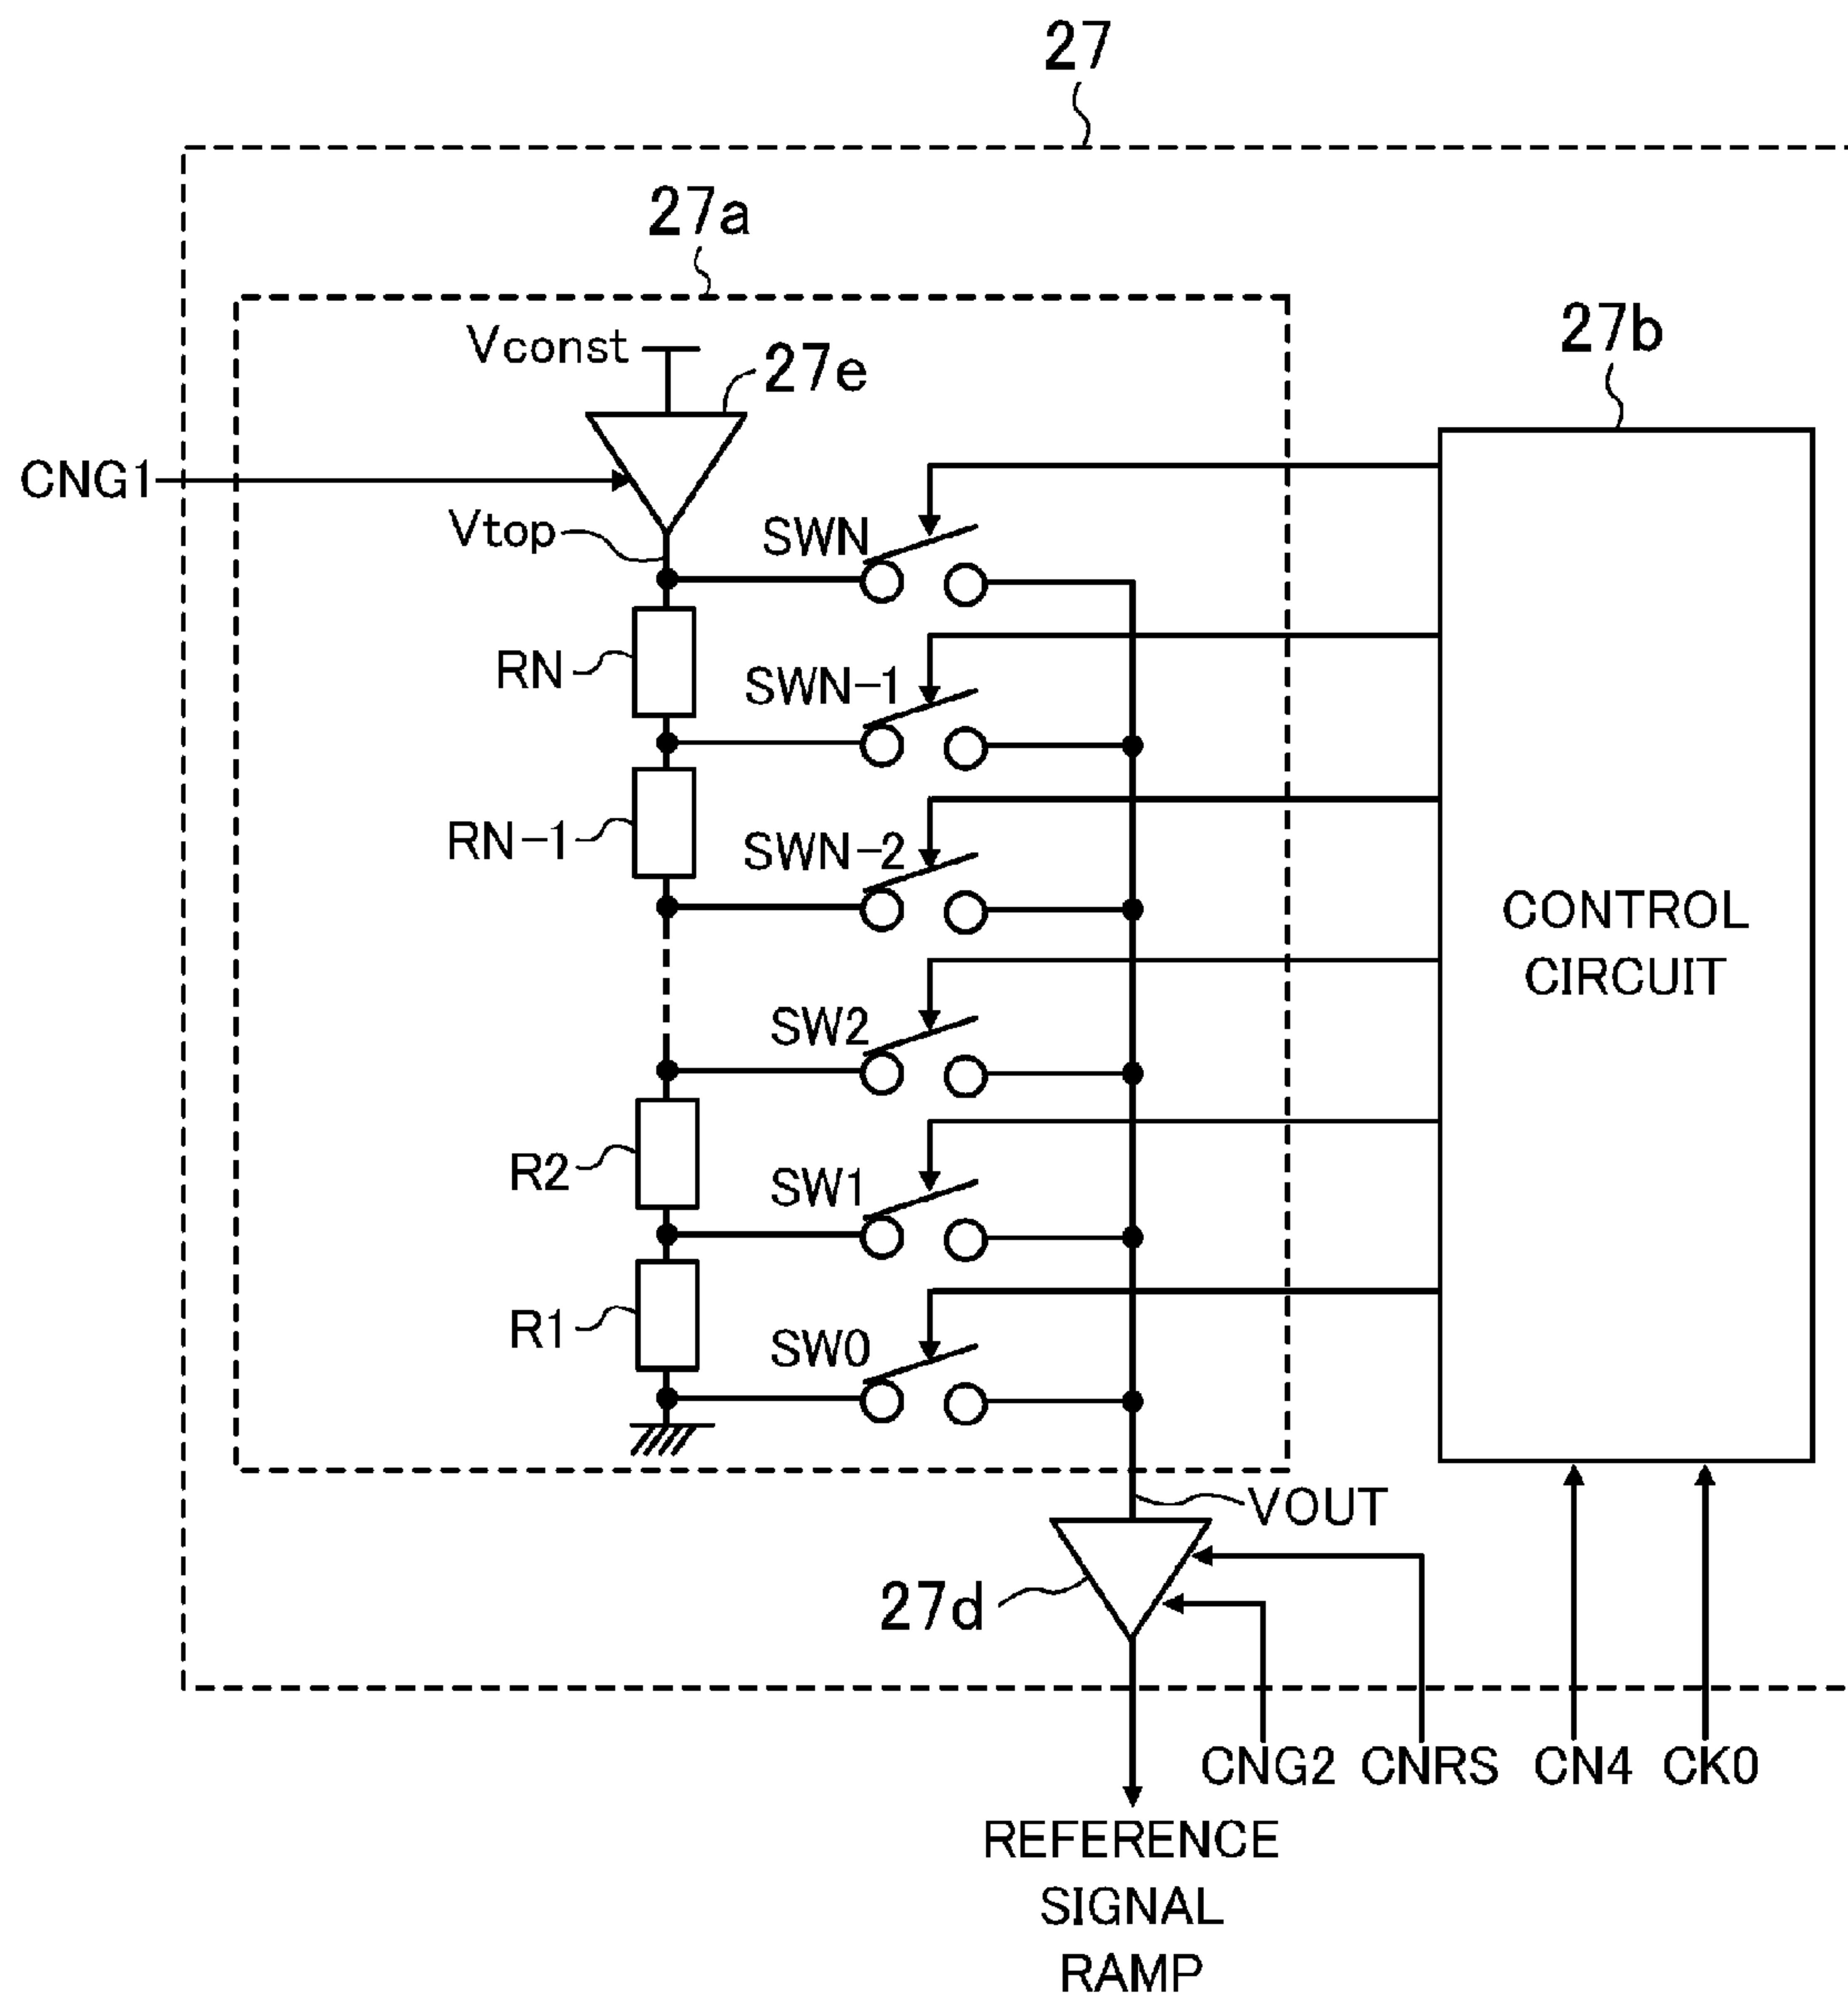 27
27a
Vconst
27e
27b
CNG1
Vtop
SWN
RN
SWN-1
RN-1
SWN-2
CONTROL
CIRCUIT
SW2
R2
SW1
R1
SW0
VOUT
27d
CNG2 CNRS CN4 CK0
REFERENCE
SIGNAL
RAMP